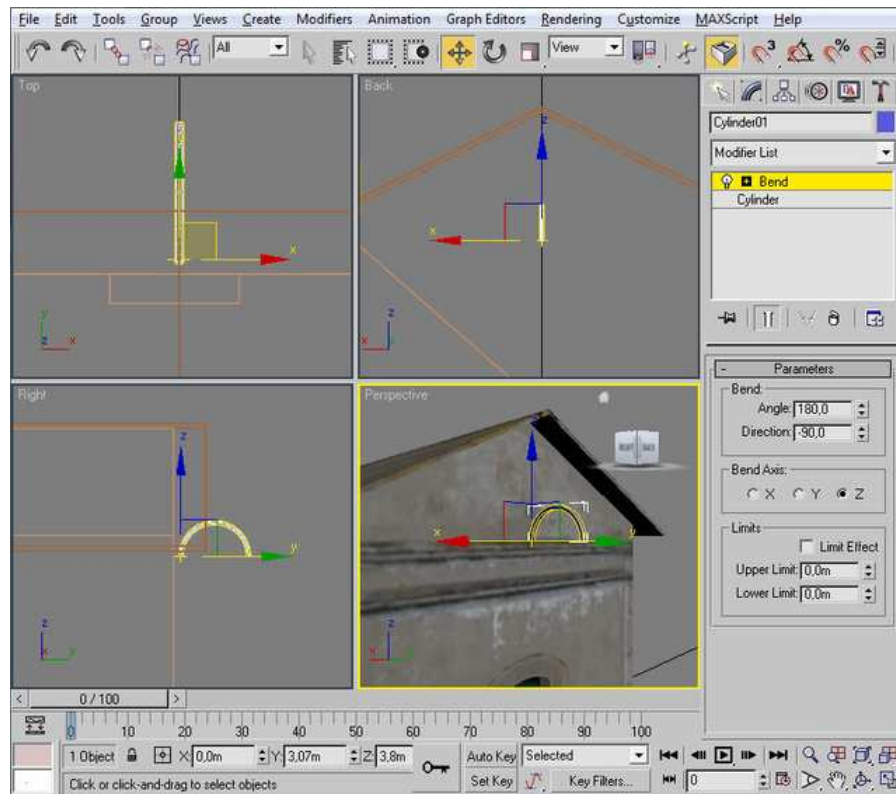 File Edit Tools Group Views Create Modifiers Animation Graph Editors Rendering Customize MAXScript Help
All View 3 %
Top Back
Cylinder01
Modifier List
Bend
Cylinder
z
x x
y
z x
z
x
Right Perspective
RIGHT BACK
Parameters
Bend:
Angle: 180,0
Direction: -90,0
Bend Axis:
X Y Z
Limits
Limit Effect
Upper Limit: 0,0m
Lower Limit: 0,0m
z
y x y
z
x y
z
x y
0 / 100
0 10 20 30 40 50 60 70 80 90 100
1 Object X: 0,0m Y: 3,07m Z: 3,8m Auto Key Selected
Click or click-and-drag to select objects Set Key Key Filters... 0